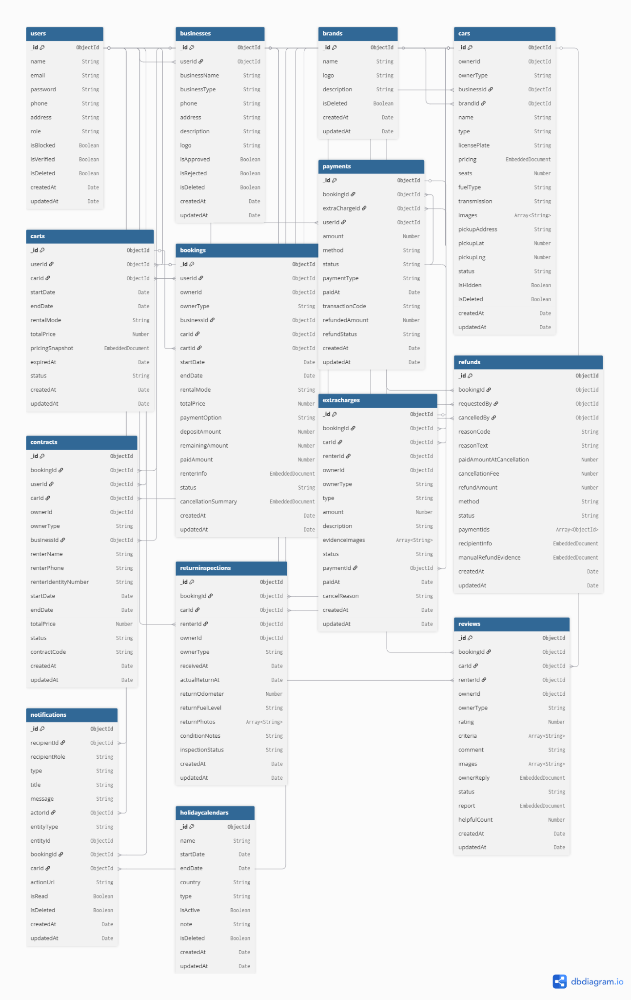 users
_id ObjectId
name String
email String
password String
phone String
address String
role String
isBlocked Boolean
isVerified Boolean
isDeleted Boolean
createdAt Date
updatedAt Date
businesses
_id ObjectId
userId ObjectId
businessName String
businessType String
phone String
address String
description String
logo String
isApproved Boolean
isRejected Boolean
isDeleted Boolean
createdAt Date
updatedAt Date
brands
_id ObjectId
name String
logo String
description String
isDeleted Boolean
createdAt Date
updatedAt Date
cars
_id ObjectId
ownerId ObjectId
ownerType String
businessId ObjectId
brandId ObjectId
name String
type String
licensePlate String
pricing EmbeddedDocument
seats Number
fuelType String
transmission String
images Array<String>
pickupAddress String
pickupLat Number
pickupLng Number
status String
isHidden Boolean
isDeleted Boolean
createdAt Date
updatedAt Date
payments
_id ObjectId
bookingId ObjectId
extraChargeId ObjectId
userId ObjectId
amount Number
method String
status String
paymentType String
paidAt Date
transactionCode String
refundedAmount Number
refundStatus String
createdAt Date
updatedAt Date
carts
_id ObjectId
userId ObjectId
carId ObjectId
startDate Date
endDate Date
rentalMode String
totalPrice Number
pricingSnapshot EmbeddedDocument
expiredAt Date
status String
createdAt Date
updatedAt Date
bookings
_id ObjectId
userId ObjectId
ownerId ObjectId
ownerType String
businessId ObjectId
carId ObjectId
cartId ObjectId
startDate Date
endDate Date
rentalMode String
totalPrice Number
paymentOption String
depositAmount Number
remainingAmount Number
paidAmount Number
renterInfo EmbeddedDocument
status String
cancellationSummary EmbeddedDocument
createdAt Date
updatedAt Date
refunds
_id ObjectId
bookingId ObjectId
requestedBy ObjectId
cancelledBy ObjectId
reasonCode String
reasonText String
paidAmountAtCancellation Number
cancellationFee Number
refundAmount Number
method String
status String
paymentIds Array<ObjectId>
recipientInfo EmbeddedDocument
manualRefundEvidence EmbeddedDocument
createdAt Date
updatedAt Date
extracharges
_id ObjectId
bookingId ObjectId
carId ObjectId
renterId ObjectId
ownerId ObjectId
ownerType String
type String
amount Number
description String
evidenceImages Array<String>
status String
paymentId ObjectId
paidAt Date
cancelReason String
createdAt Date
updatedAt Date
contracts
_id ObjectId
bookingId ObjectId
userId ObjectId
carId ObjectId
ownerId ObjectId
ownerType String
businessId ObjectId
renterName String
renterPhone String
renterIdentityNumber String
startDate Date
endDate Date
totalPrice Number
status String
contractCode String
createdAt Date
updatedAt Date
returninspections
_id ObjectId
bookingId ObjectId
carId ObjectId
renterId ObjectId
ownerId ObjectId
ownerType String
receivedAt Date
actualReturnAt Date
returnOdometer Number
returnFuelLevel String
returnPhotos Array<String>
conditionNotes String
inspectionStatus String
createdAt Date
updatedAt Date
reviews
_id ObjectId
bookingId ObjectId
carId ObjectId
renterId ObjectId
ownerId ObjectId
ownerType String
rating Number
criteria Array<String>
comment String
images Array<String>
ownerReply EmbeddedDocument
status String
report EmbeddedDocument
helpfulCount Number
createdAt Date
updatedAt Date
notifications
_id ObjectId
recipientId ObjectId
recipientRole String
type String
title String
message String
actorId ObjectId
entityType String
entityId ObjectId
bookingId ObjectId
carId ObjectId
actionUrl String
isRead Boolean
isDeleted Boolean
createdAt Date
updatedAt Date
holidaycalendars
_id ObjectId
name String
startDate Date
endDate Date
country String
type String
isActive Boolean
note String
isDeleted Boolean
createdAt Date
updatedAt Date
dbdiagram.io